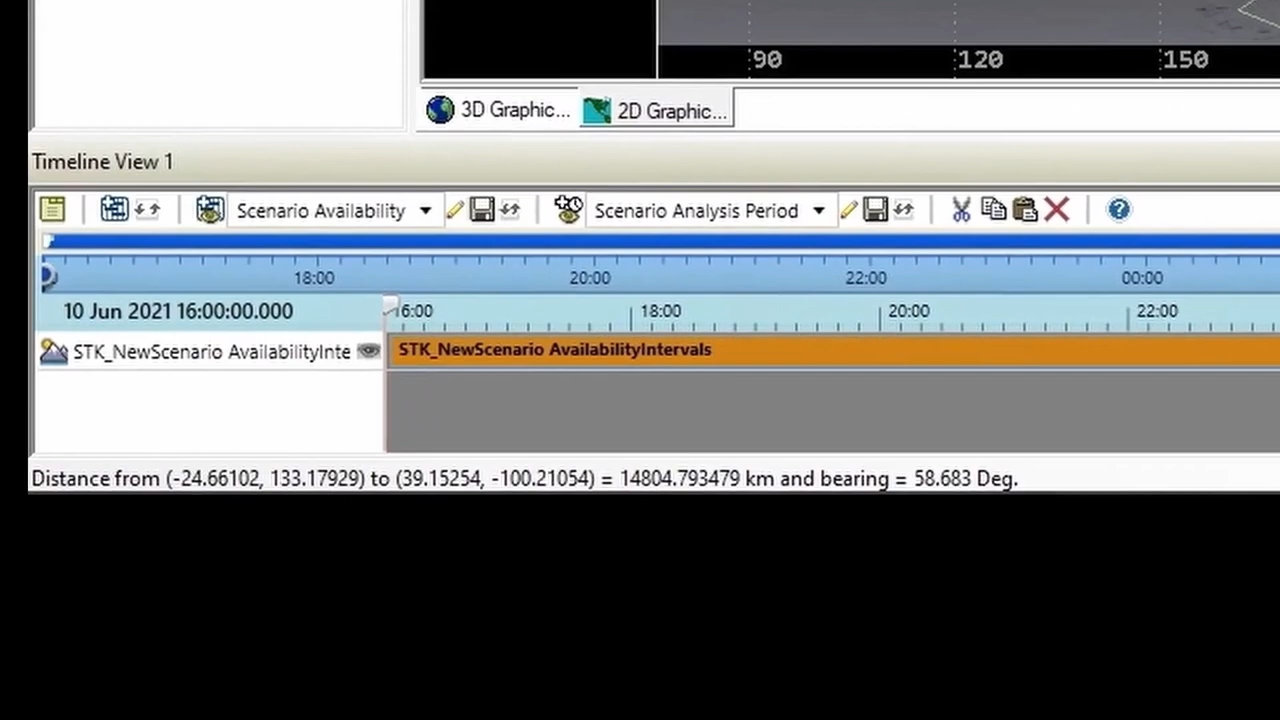 90 120 150
3D Graphic... 2D Graphic...
Timeline View 1
Scenario Availability Scenario Analysis Period
18:00 20:00 22:00 00:00
10 Jun 2021 16:00:00.000 16:00 18:00 20:00 22:00
STK_NewScenario AvailabilityInte STK_NewScenario AvailabilityIntervals
Distance from (-24.66102, 133.17929) to (39.15254, -100.21054) = 14804.793479 km and bearing = 58.683 Deg.